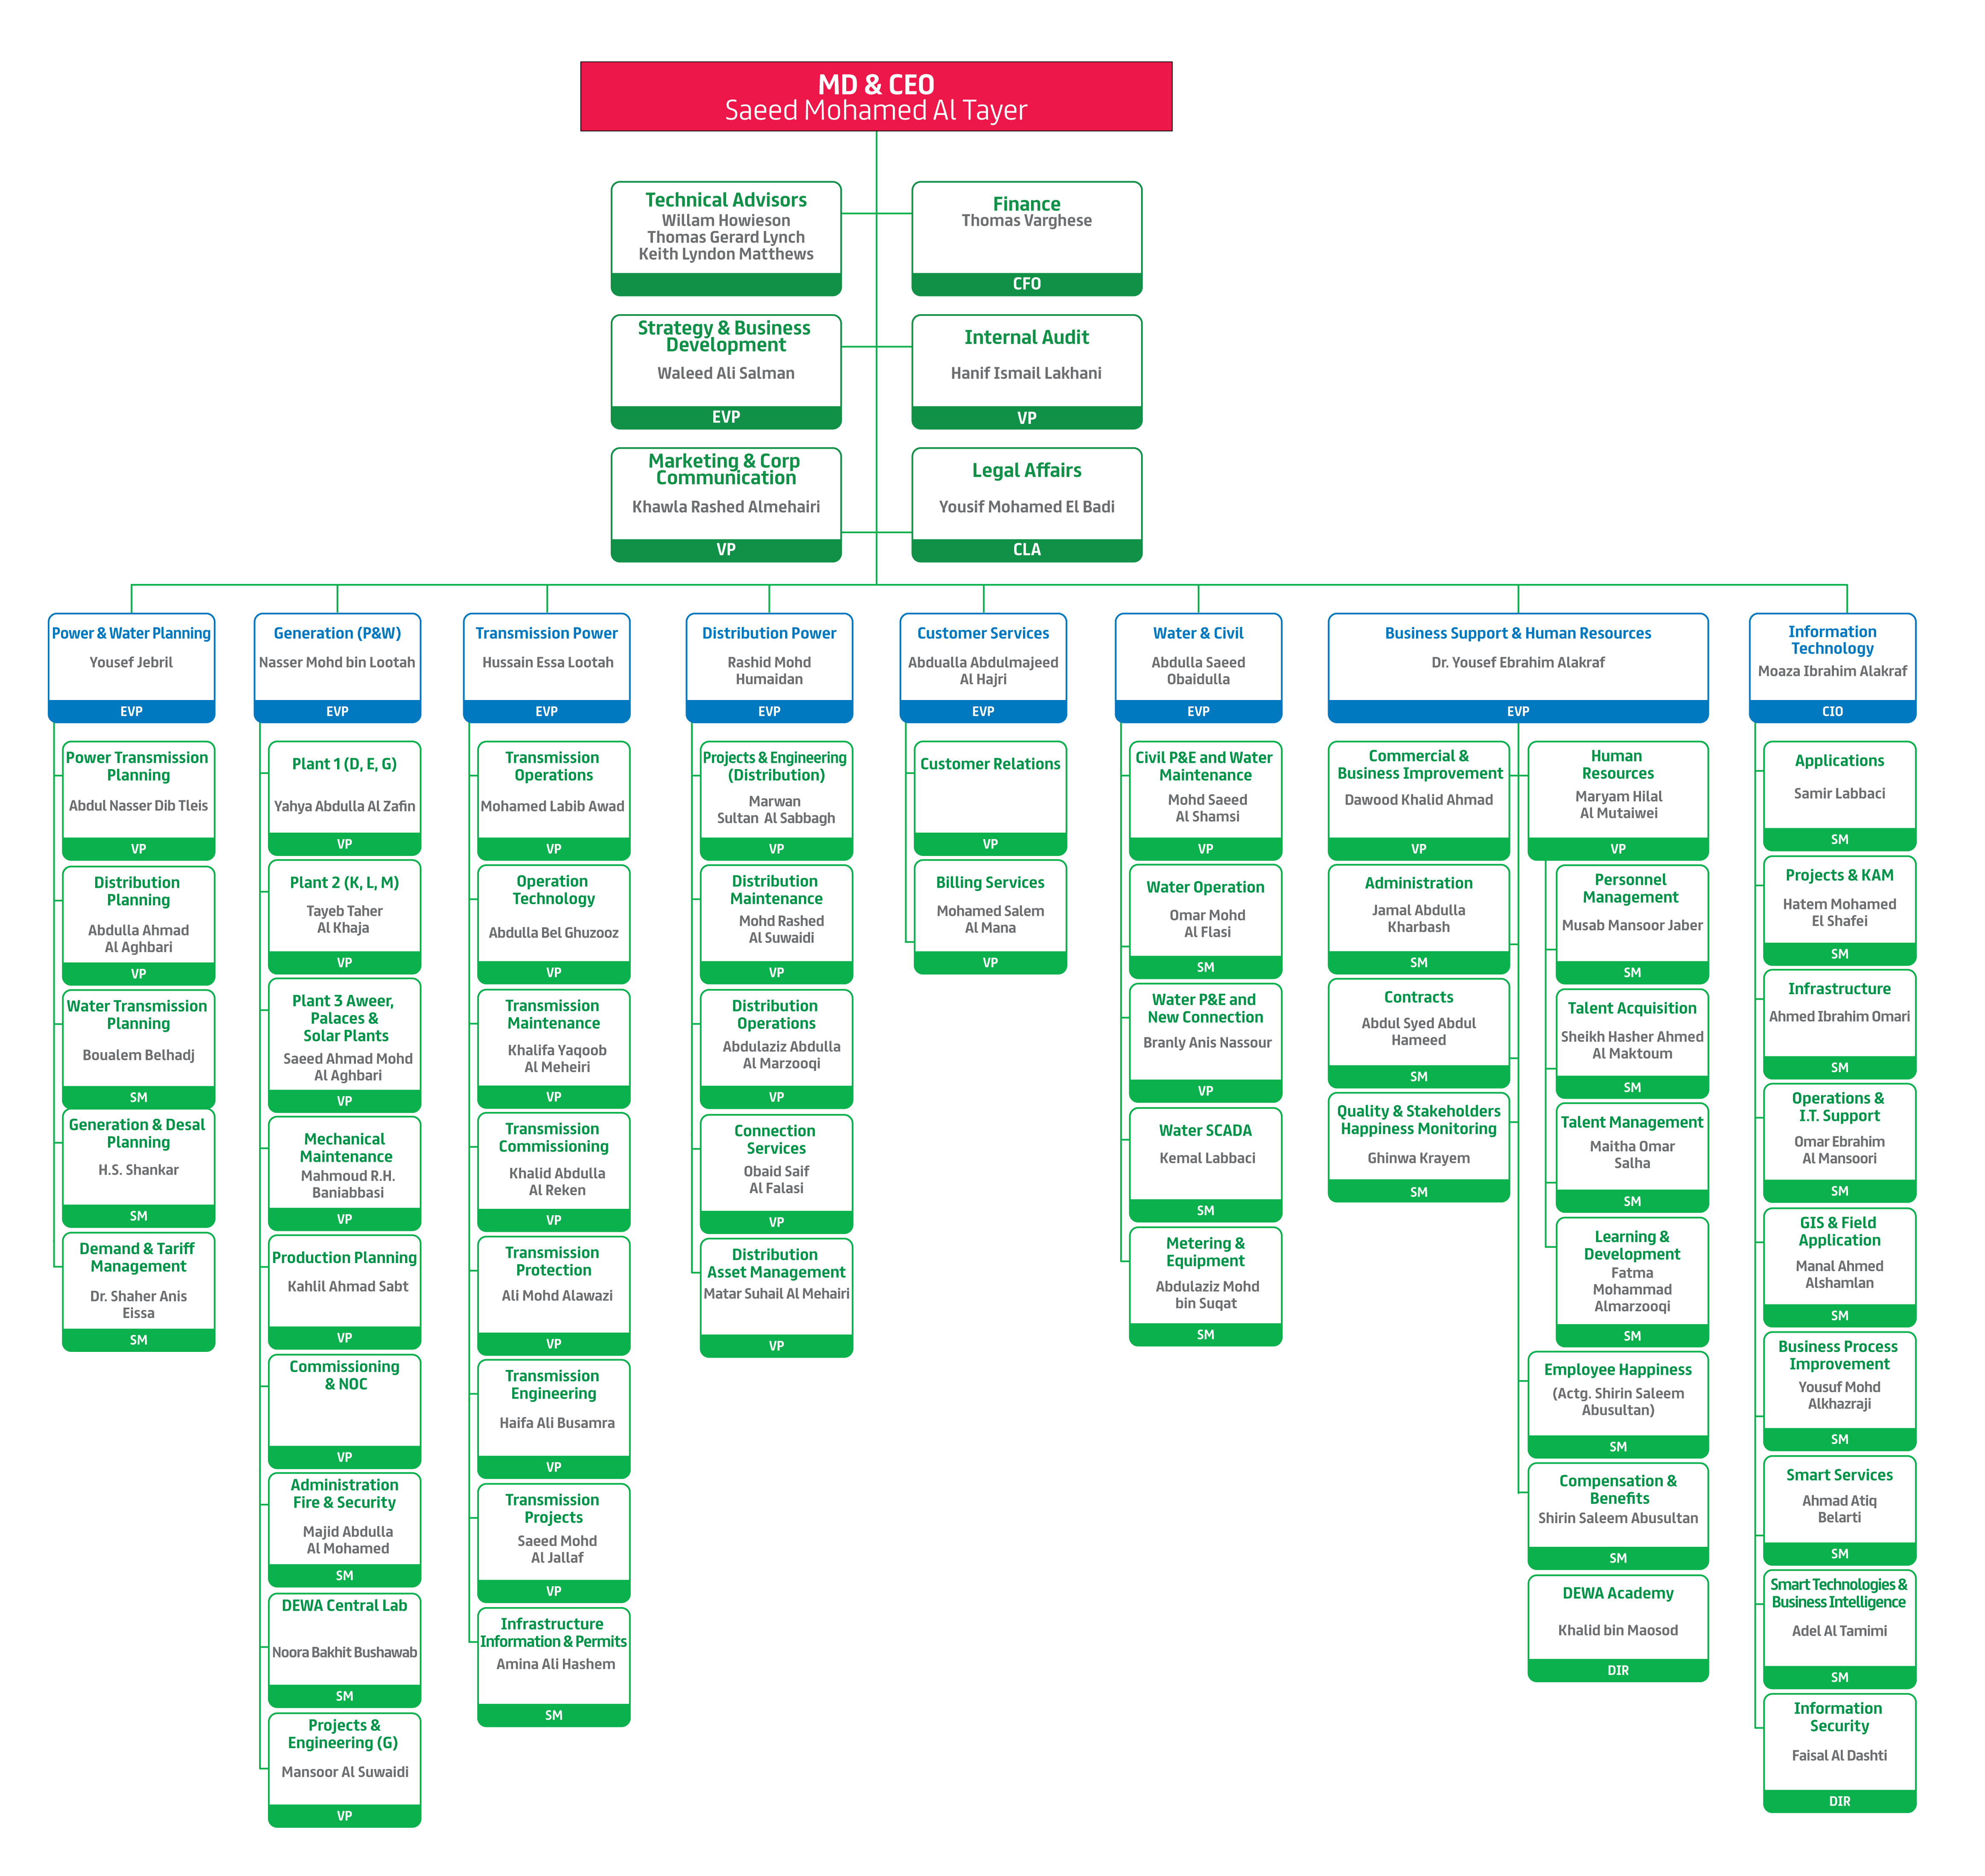 MD & CEO
Saeed Mohamed Al Tayer
Technical Advisors
Willam Howieson
Thomas Gerard Lynch
Keith Lyndon Matthews
Finance
Thomas Varghese
CFO
Strategy & Business
Development
Waleed Ali Salman
EVP
Internal Audit
Hanif Ismail Lakhani
VP
Marketing & Corp
Communication
Khawla Rashed Almehairi
VP
Legal Affairs
Yousif Mohamed El Badi
CLA
Power & Water Planning
Yousef Jebril
EVP
Power Transmission
Planning
Abdul Nasser Dib Tleis
VP
Distribution
Planning
Abdulla Ahmad
Al Aghbari
VP
Water Transmission
Planning
Boualem Belhadj
SM
Generation & Desal
Planning
H.S. Shankar
SM
Demand & Tariff
Management
Dr. Shaher Anis
Eissa
SM
Generation (P&W)
Nasser Mohd bin Lootah
EVP
Plant 1 (D, E, G)
Yahya Abdulla Al Zafin
VP
Plant 2 (K, L, M)
Tayeb Taher
Al Khaja
VP
Plant 3 Aweer,
Palaces &
Solar Plants
Saeed Ahmad Mohd
Al Aghbari
VP
Mechanical
Maintenance
Mahmoud R.H.
Baniabbasi
VP
Production Planning
Kahlil Ahmad Sabt
VP
Commissioning
& NOC
VP
Administration
Fire & Security
Majid Abdulla
Al Mohamed
SM
DEWA Central Lab
Noora Bakhit Bushawab
SM
Projects &
Engineering (G)
Mansoor Al Suwaidi
VP
Transmission Power
Hussain Essa Lootah
EVP
Transmission
Operations
Mohamed Labib Awad
VP
Operation
Technology
Abdulla Bel Ghuzooz
VP
Transmission
Maintenance
Khalifa Yaqoob
Al Meheiri
VP
Transmission
Commissioning
Khalid Abdulla
Al Reken
VP
Transmission
Protection
Ali Mohd Alawazi
VP
Transmission
Engineering
Haifa Ali Busamra
VP
Transmission
Projects
Saeed Mohd
Al Jallaf
VP
Infrastructure
Information & Permits
Amina Ali Hashem
SM
Distribution Power
Rashid Mohd
Humaidan
EVP
Projects & Engineering
(Distribution)
Marwan
Sultan Al Sabbagh
VP
Distribution
Maintenance
Mohd Rashed
Al Suwaidi
VP
Distribution
Operations
Abdulaziz Abdulla
Al Marzooqi
VP
Connection
Services
Obaid Saif
Al Falasi
VP
Distribution
Asset Management
Matar Suhail Al Mehairi
VP
Customer Services
Abdualla Abdulmajeed
Al Hajri
EVP
Customer Relations
VP
Billing Services
Mohamed Salem
Al Mana
VP
Water & Civil
Abdulla Saeed
Obaidulla
EVP
Civil P&E and Water
Maintenance
Mohd Saeed
Al Shamsi
VP
Water Operation
Omar Mohd
Al Flasi
SM
Water P&E and
New Connection
Branly Anis Nassour
VP
Water SCADA
Kemal Labbaci
SM
Metering &
Equipment
Abdulaziz Mohd
bin Suqat
SM
Business Support & Human Resources
Dr. Yousef Ebrahim Alakraf
EVP
Commercial &
Business Improvement
Dawood Khalid Ahmad
VP
Administration
Jamal Abdulla
Kharbash
SM
Contracts
Abdul Syed Abdul
Hameed
SM
Quality & Stakeholders
Happiness Monitoring
Ghinwa Krayem
SM
Human
Resources
Maryam Hilal
Al Mutaiwei
VP
Personnel
Management
Musab Mansoor Jaber
SM
Talent Acquisition
Sheikh Hasher Ahmed
Al Maktoum
SM
Talent Management
Maitha Omar
Salha
SM
Learning &
Development
Fatma
Mohammad
Almarzooqi
SM
Employee Happiness
(Actg. Shirin Saleem
Abusultan)
SM
Compensation &
Benefits
Shirin Saleem Abusultan
SM
DEWA Academy
Khalid bin Maosod
DIR
Information
Technology
Moaza Ibrahim Alakraf
CIO
Applications
Samir Labbaci
SM
Projects & KAM
Hatem Mohamed
El Shafei
SM
Infrastructure
Ahmed Ibrahim Omari
SM
Operations &
I.T. Support
Omar Ebrahim
Al Mansoori
SM
GIS & Field
Application
Manal Ahmed
Alshamlan
SM
Business Process
Improvement
Yousuf Mohd
Alkhazraji
SM
Smart Services
Ahmad Atiq
Belarti
SM
Smart Technologies &
Business Intelligence
Adel Al Tamimi
SM
Information
Security
Faisal Al Dashti
DIR